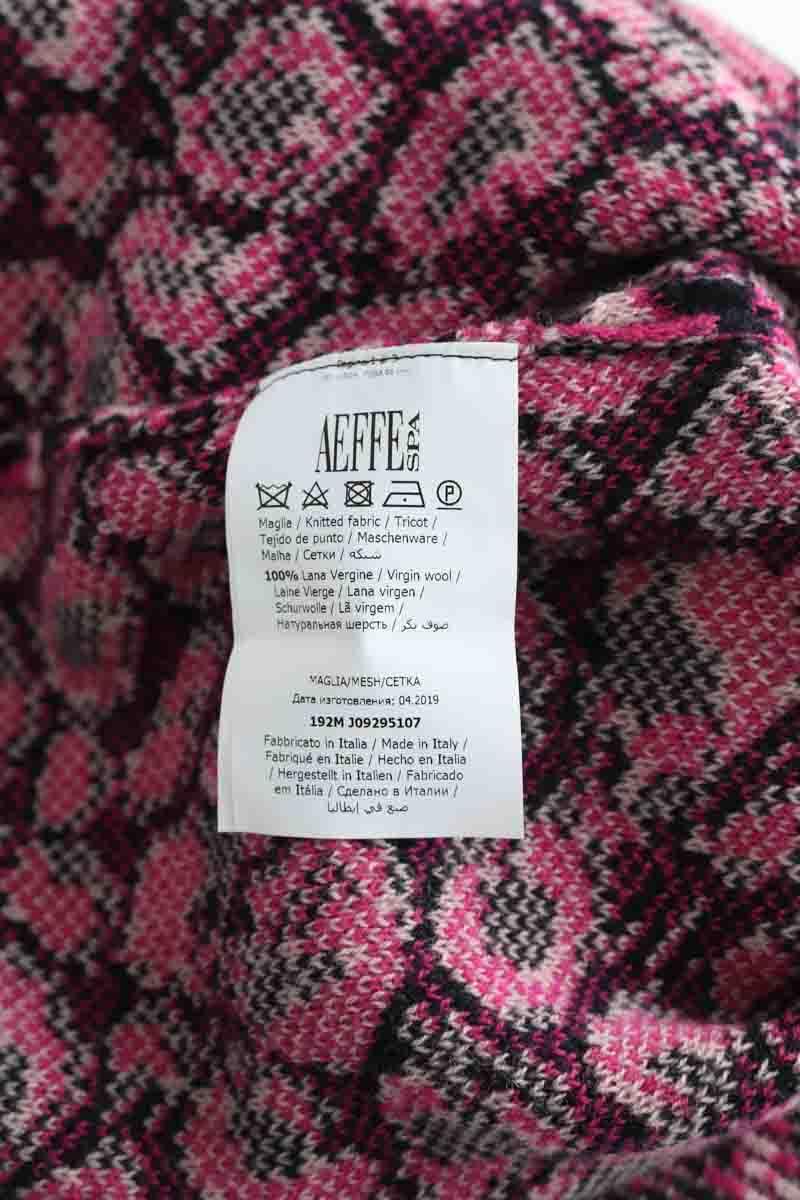 AEFFE SPA
P
Maglia / Knitted fabric / Tricot /
Tejido de punto / Maschenware /
Malha / Сетки / شبكه
100% Lana Vergine / Virgin wool /
Laine Vierge / Lana virgen /
Schurwolle / Lã virgem /
Натуральная шерсть / صوف بكر
MAGLIA/MESH/СЕТКА
Дата изготовления: 04.2019
192M J09295107
Fabbricato in Italia / Made in Italy /
Fabriqué en Italie / Hecho en Italia
/ Hergestellt in Italien / Fabricado
em Itália / Сделано в Италии /
صنع في إيطاليا